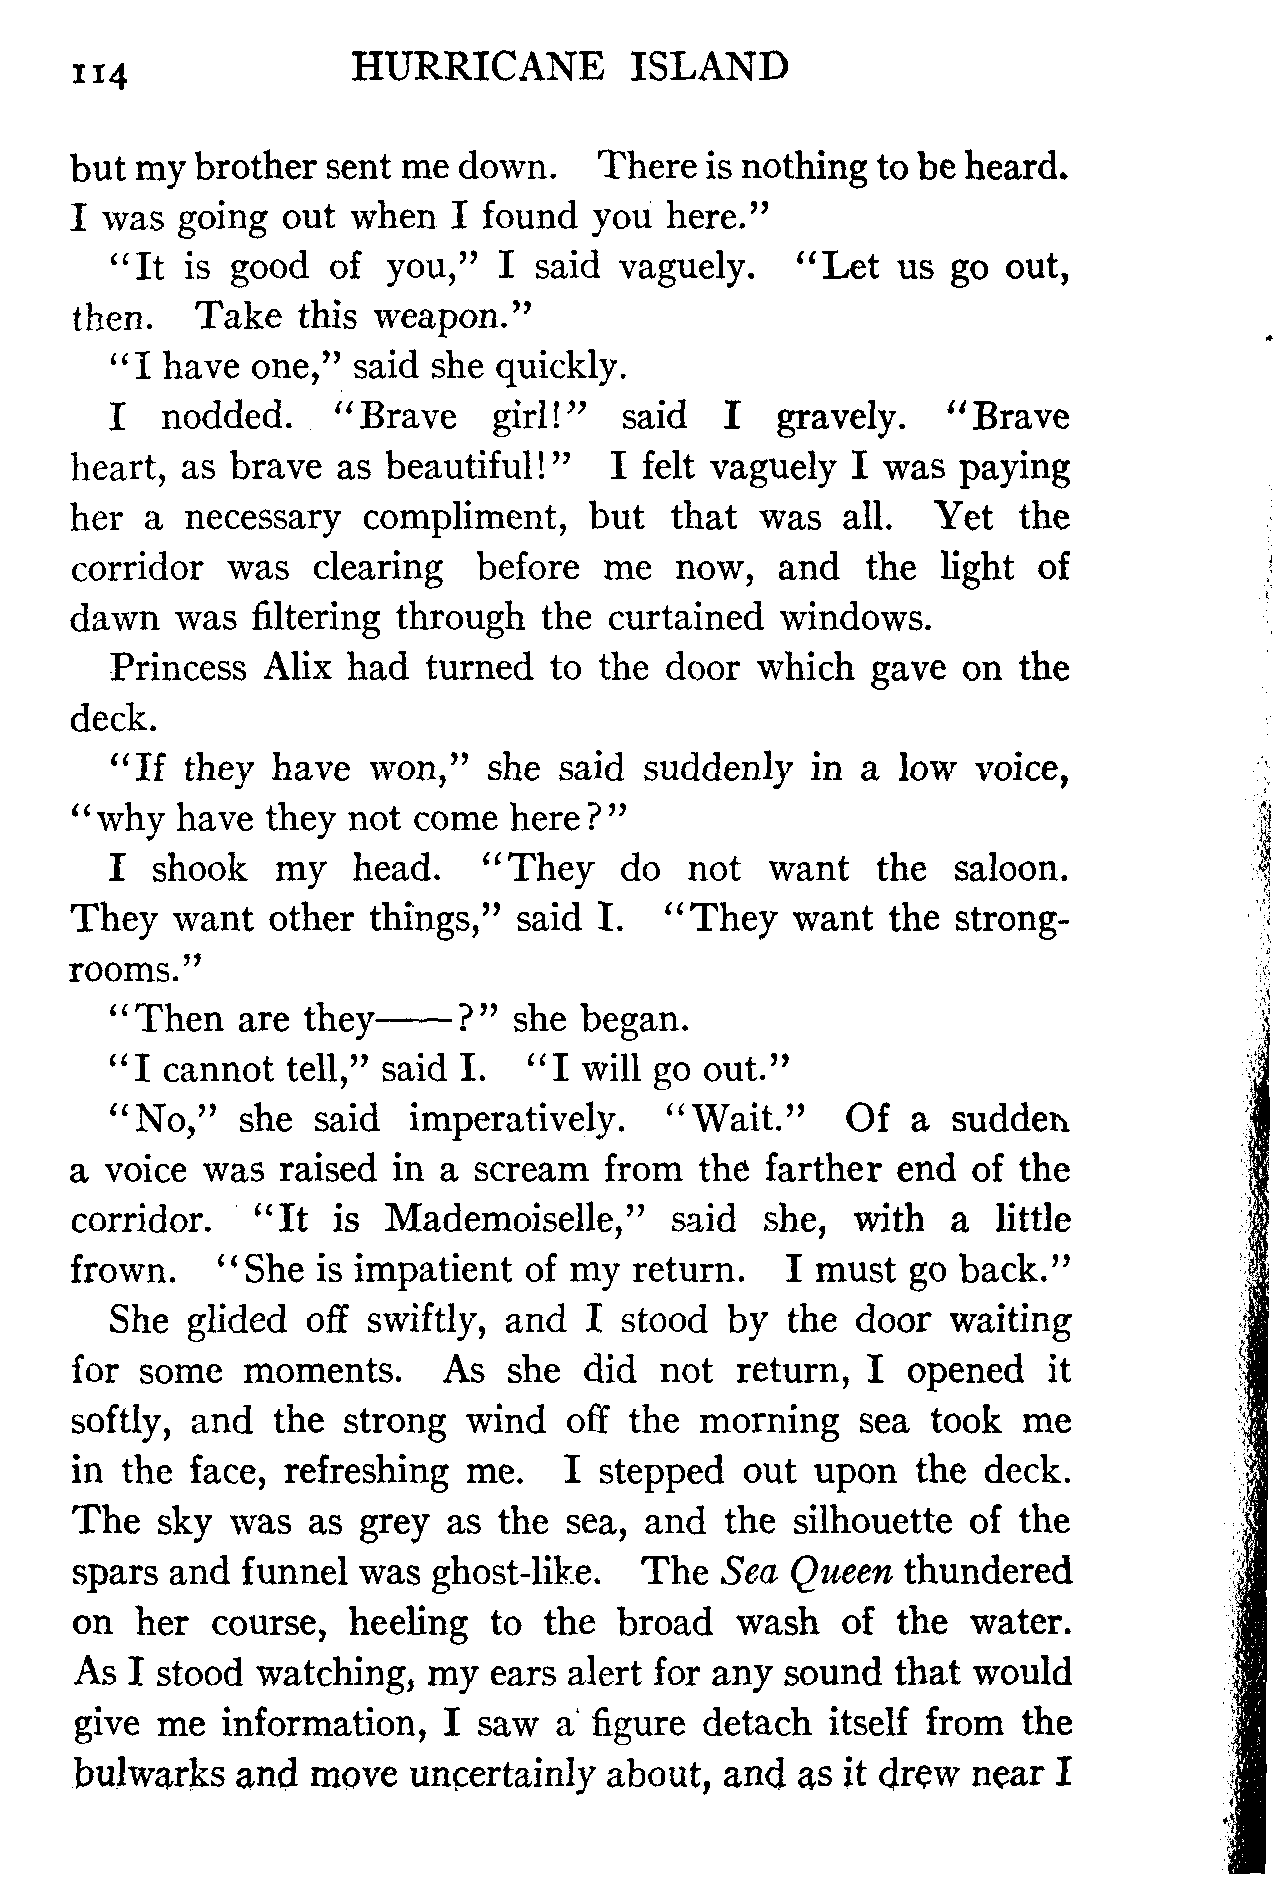 114 HURRICANE ISLAND
but my brother sent me down. There is nothing to be heard.
I was going out when I found you here."
"It is good of you," I said vaguely. "Let us go out,
then. Take this weapon."
"I have one," said she quickly.
I nodded. "Brave girl!" said I gravely. "Brave
heart, as brave as beautiful!" I felt vaguely I was paying
her a necessary compliment, but that was all. Yet the
corridor was clearing before me now, and the light of
dawn was filtering through the curtained windows.
Princess Alix had turned to the door which gave on the
deck.
"If they have won," she said suddenly in a low voice,
"why have they not come here?"
I shook my head. "They do not want the saloon.
They want other things," said I. "They want the strong-
rooms."
"Then are they——?" she began.
"I cannot tell," said I. "I will go out."
"No," she said imperatively. "Wait." Of a sudden
a voice was raised in a scream from the farther end of the
corridor. "It is Mademoiselle," said she, with a little
frown. "She is impatient of my return. I must go back."
She glided off swiftly, and I stood by the door waiting
for some moments. As she did not return, I opened it
softly, and the strong wind off the morning sea took me
in the face, refreshing me. I stepped out upon the deck.
The sky was as grey as the sea, and the silhouette of the
spars and funnel was ghost-like. The Sea Queen thundered
on her course, heeling to the broad wash of the water.
As I stood watching, my ears alert for any sound that would
give me information, I saw a figure detach itself from the
bulwarks and move uncertainly about, and as it drew near I